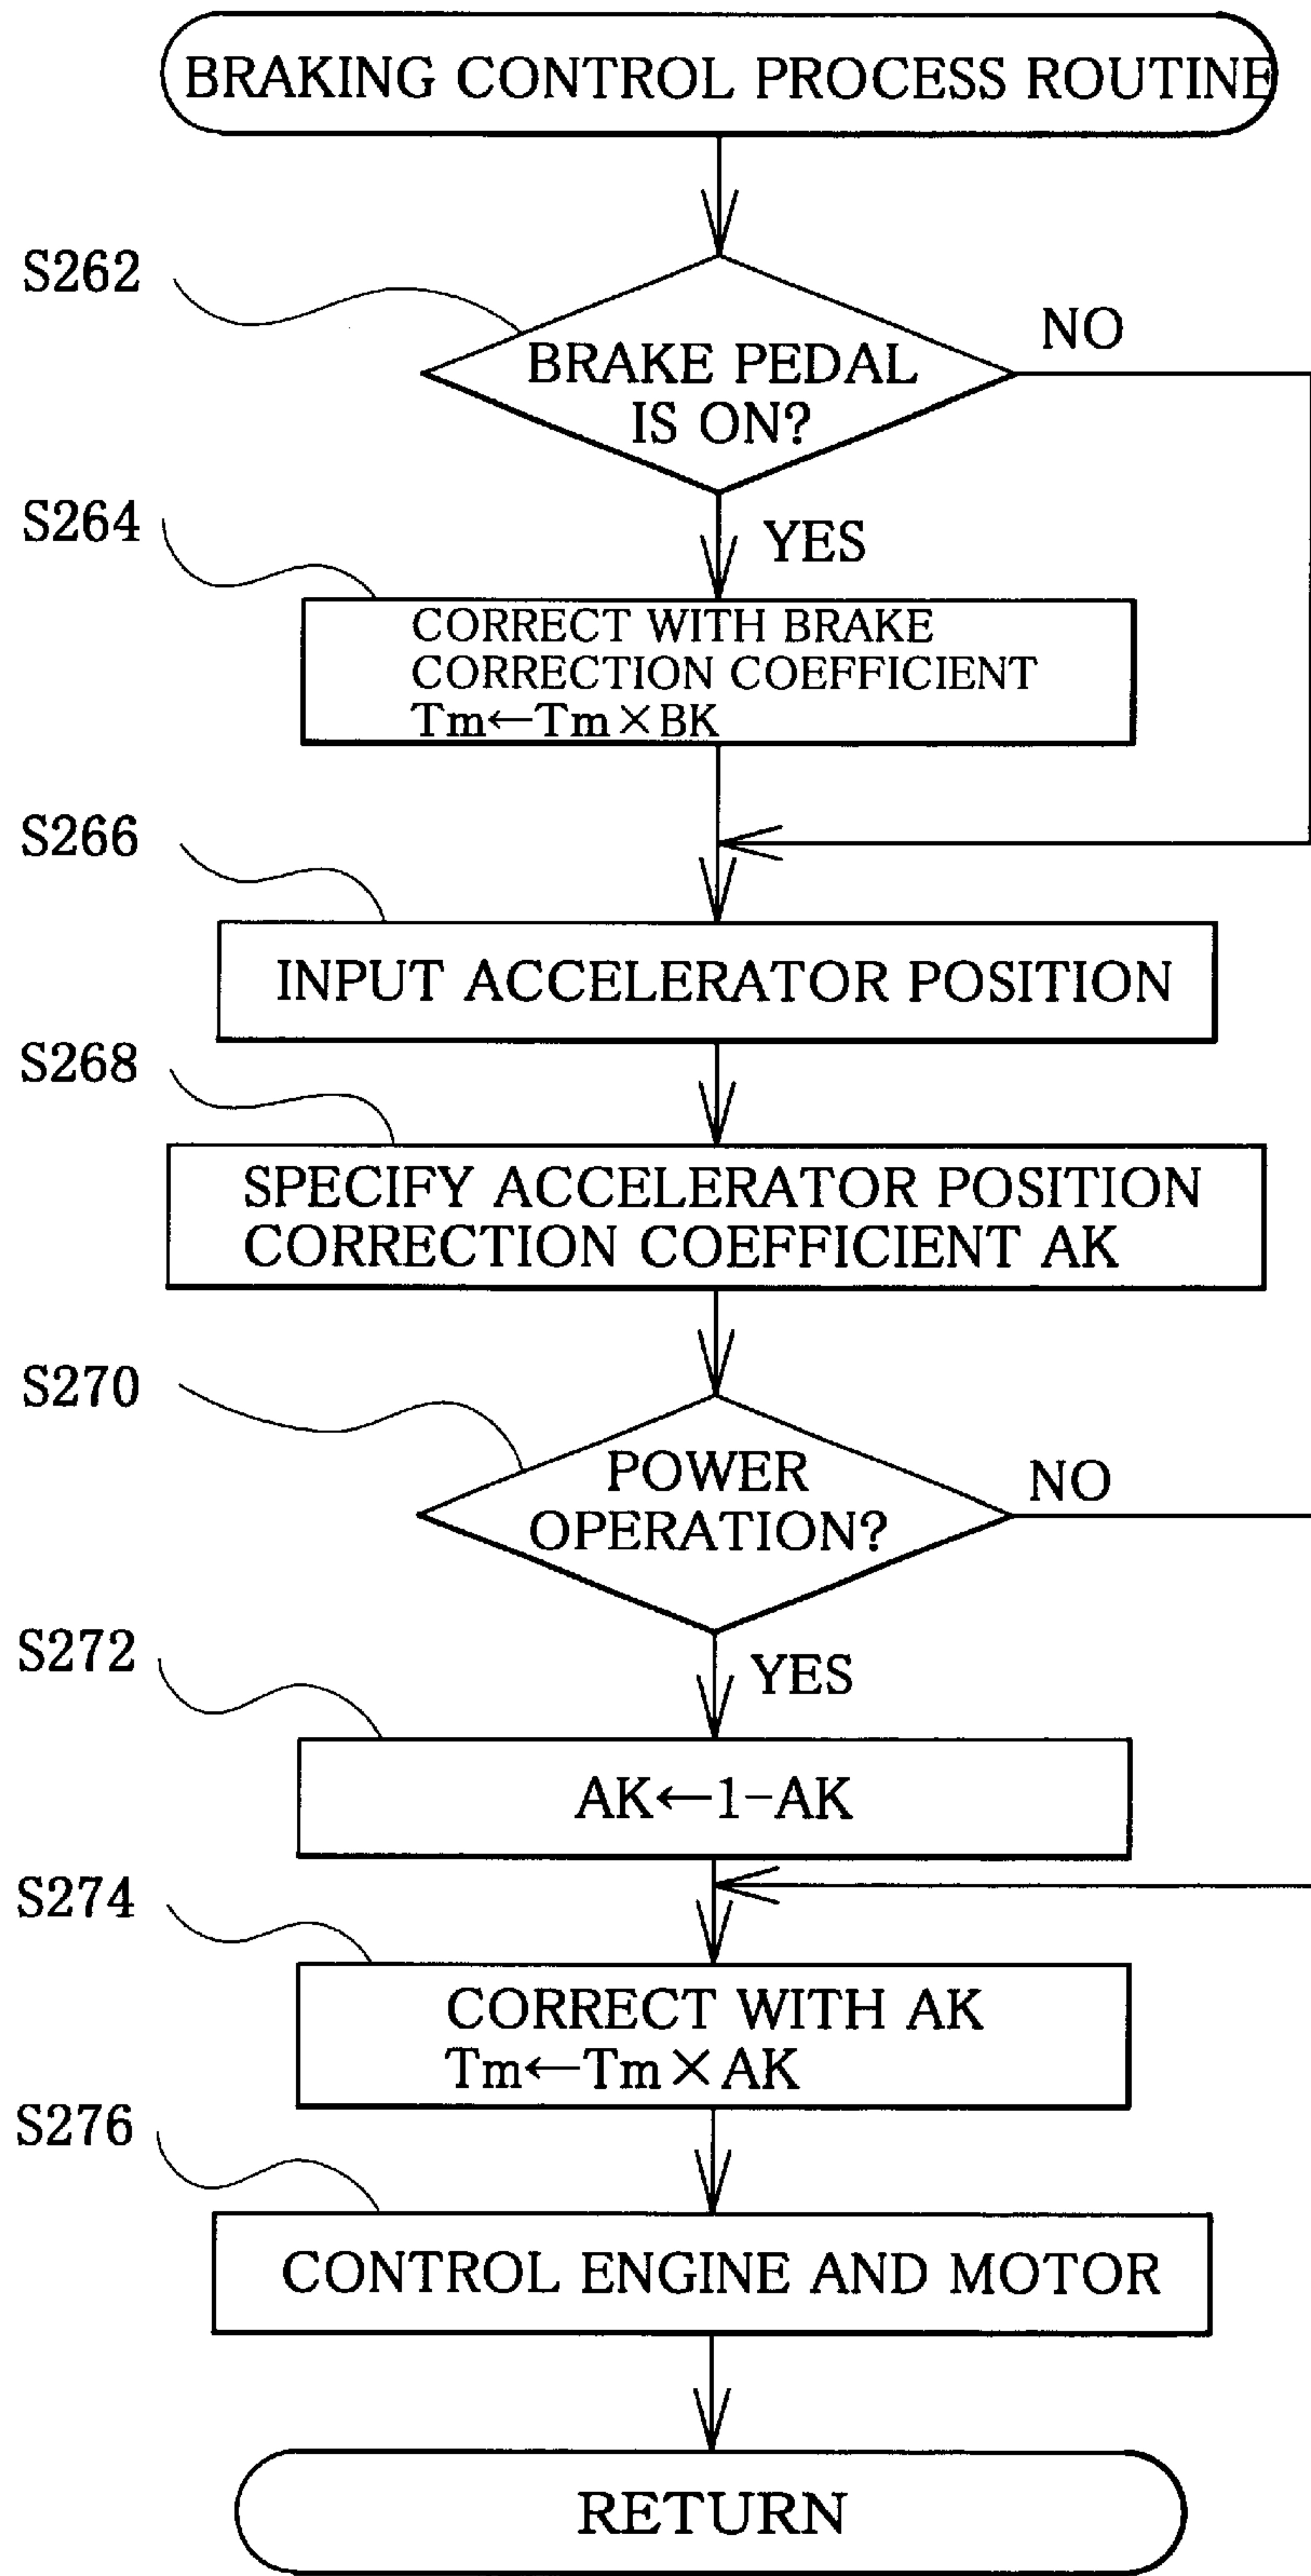 BRAKING CONTROL PROCESS ROUTINE
S262
BRAKE PEDAL
IS ON?
NO
YES
S264
CORRECT WITH BRAKE
CORRECTION COEFFICIENT
Tm←Tm×BK
S266
INPUT ACCELERATOR POSITION
S268
SPECIFY ACCELERATOR POSITION
CORRECTION COEFFICIENT AK
S270
POWER
OPERATION?
NO
YES
S272
AK←1-AK
S274
CORRECT WITH AK
Tm←Tm×AK
S276
CONTROL ENGINE AND MOTOR
RETURN